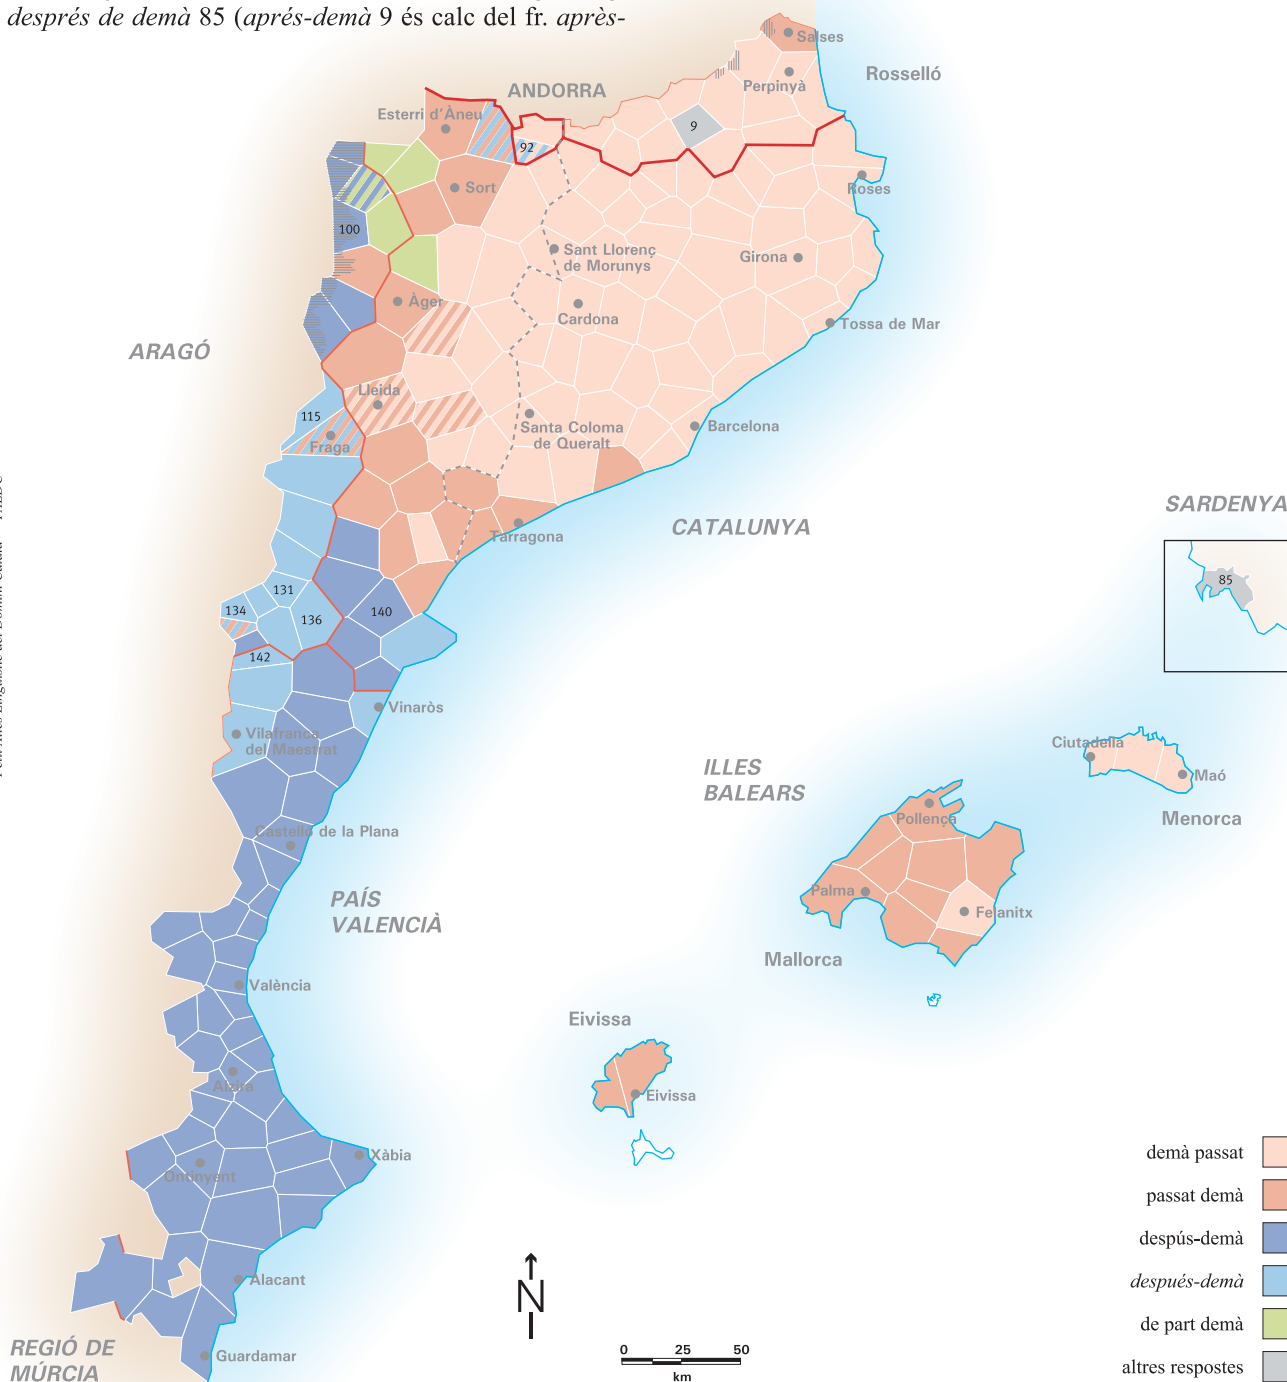 després de demà 85 (aprés-demà 9 és calc del fr. après-
Salses
Rosselló
Perpinyà
ANDORRA
Esterri d'Àneu
9
92
Sort
Roses
100
Sant Llorenç
de Morunys
Girona
Àger
Cardona
Tossa de Mar
ARAGÓ
Lleida
115
Fraga
Santa Coloma
de Queralt
Barcelona
SARDENYA
CATALUNYA
Tarragona
85
131
134
136
140
142
Vinaròs
Vilafranca
del Maestrat
Ciutadella
Maó
ILLES
BALEARS
Pollença
Menorca
Castelló de la Plana
PAÍS
VALENCIÀ
Palma
Felanitx
Mallorca
València
Eivissa
Alzira
Eivissa
Xàbia
Ontinyent
demà passat
passat demà
despús-demà
després-demà
de part demà
altres respostes
Alacant
N
REGIÓ DE
MÚRCIA
Guardamar
0 25 50
km